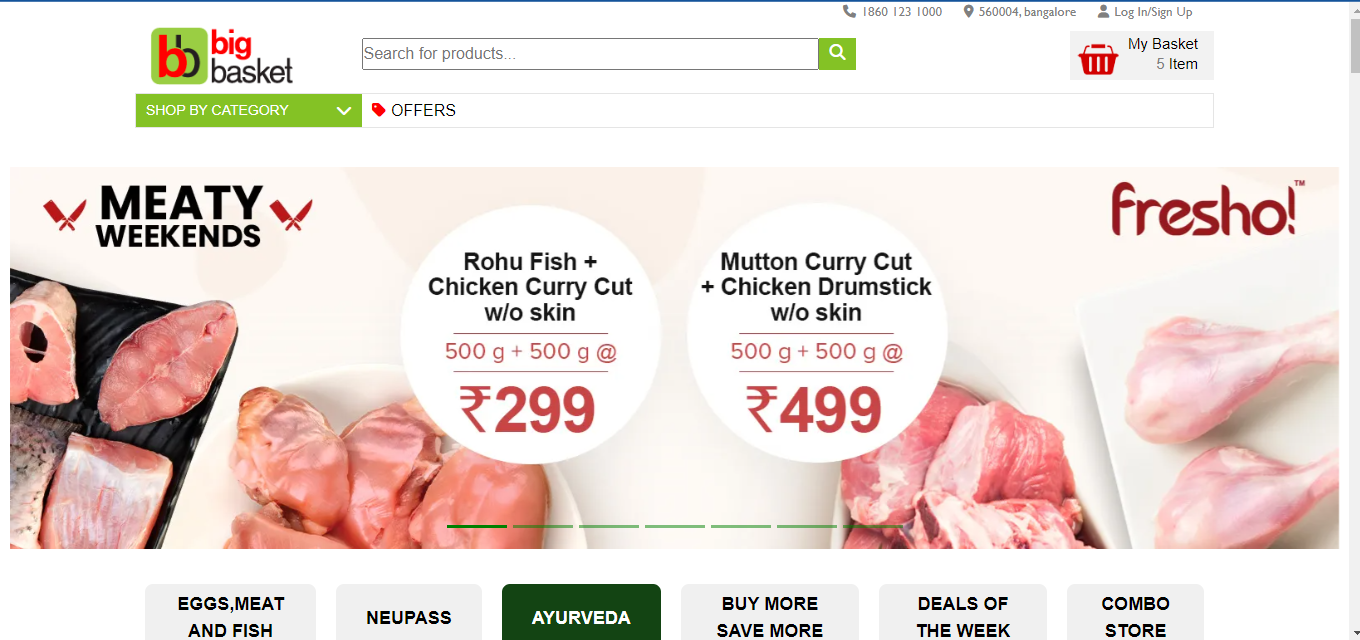 1860 123 1000
560004, bangalore
Log In/Sign Up
bb big
basket
Search for products...
My Basket
5 Item
SHOP BY CATEGORY
OFFERS
MEATY
WEEKENDS
fresho!™
Rohu Fish +
Chicken Curry Cut
w/o skin
500 g + 500 g @
₹299
Mutton Curry Cut
+ Chicken Drumstick
w/o skin
500 g + 500 g @
₹499
EGGS,MEAT
AND FISH
NEUPASS
AYURVEDA
BUY MORE
SAVE MORE
DEALS OF
THE WEEK
COMBO
STORE